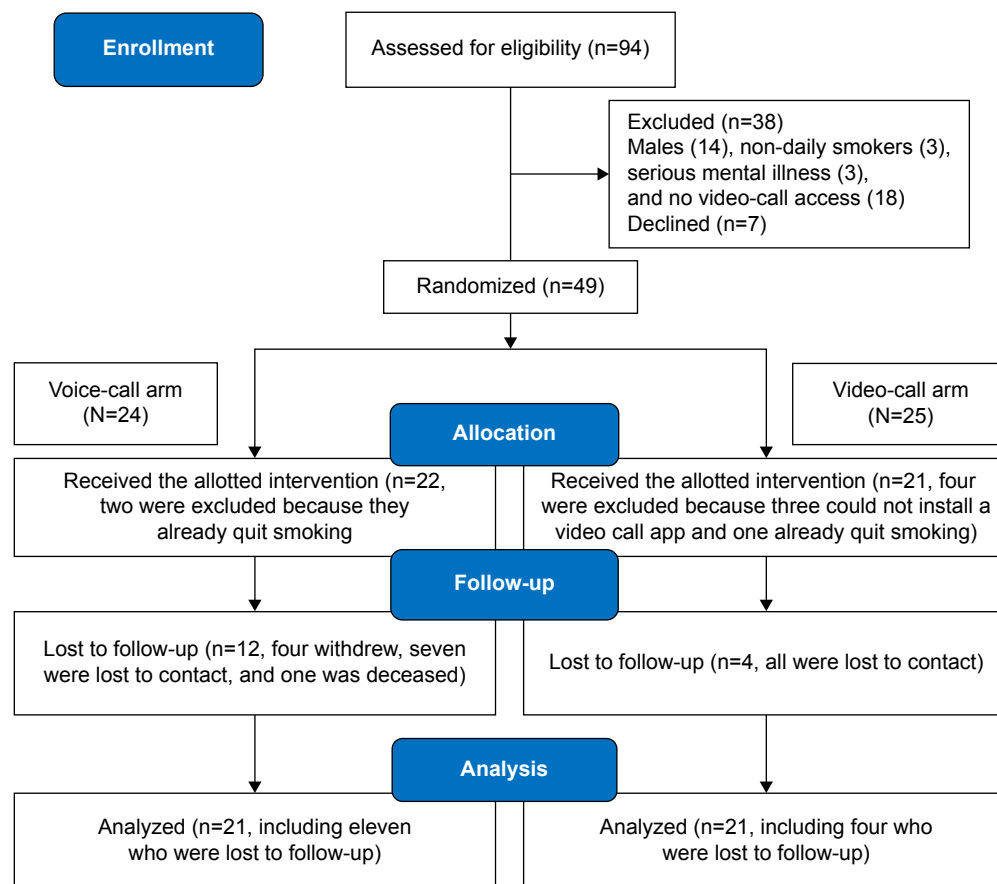 Enrollment
Assessed for eligibility (n=94)
Excluded (n=38)
Males (14), non-daily smokers (3),
serious mental illness (3),
and no video-call access (18)
Declined (n=7)
Randomized (n=49)
Voice-call arm
(N=24)
Video-call arm
(N=25)
Allocation
Received the allotted intervention (n=22,
two were excluded because they
already quit smoking
Received the allotted intervention (n=21, four
were excluded because three could not install a
video call app and one already quit smoking)
Follow-up
Lost to follow-up (n=12, four withdrew, seven
were lost to contact, and one was deceased)
Lost to follow-up (n=4, all were lost to contact)
Analysis
Analyzed (n=21, including eleven
who were lost to follow-up)
Analyzed (n=21, including four who
were lost to follow-up)